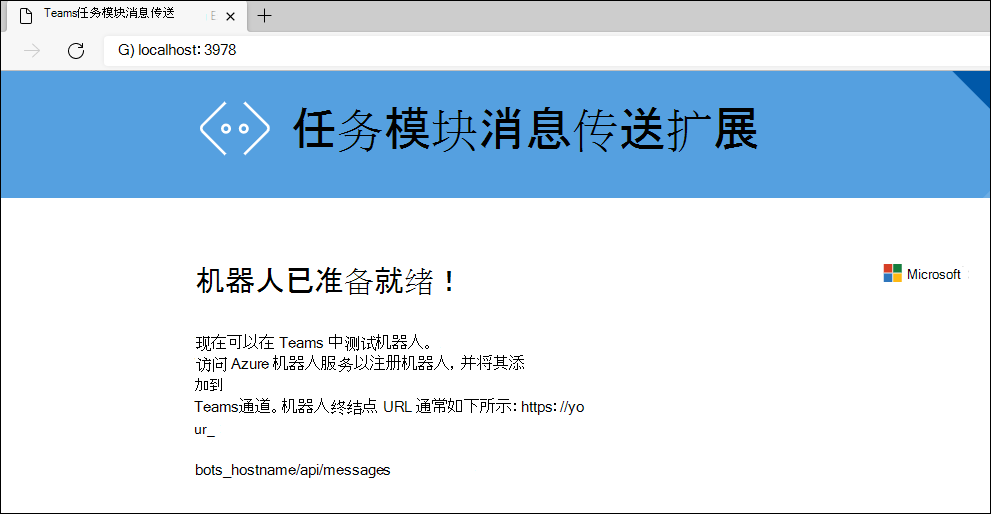 Teams任务模块消息传送 E
G) localhost: 3978
任务模块消息传送扩展
机器人已准备就绪！
Microsoft
现在可以在 Teams 中测试机器人。
访问 Azure 机器人服务以注册机器人，并将其添
加到
Teams通道。机器人终结点 URL 通常如下所示：https: //yo
ur_
bots_hostname/api/messages